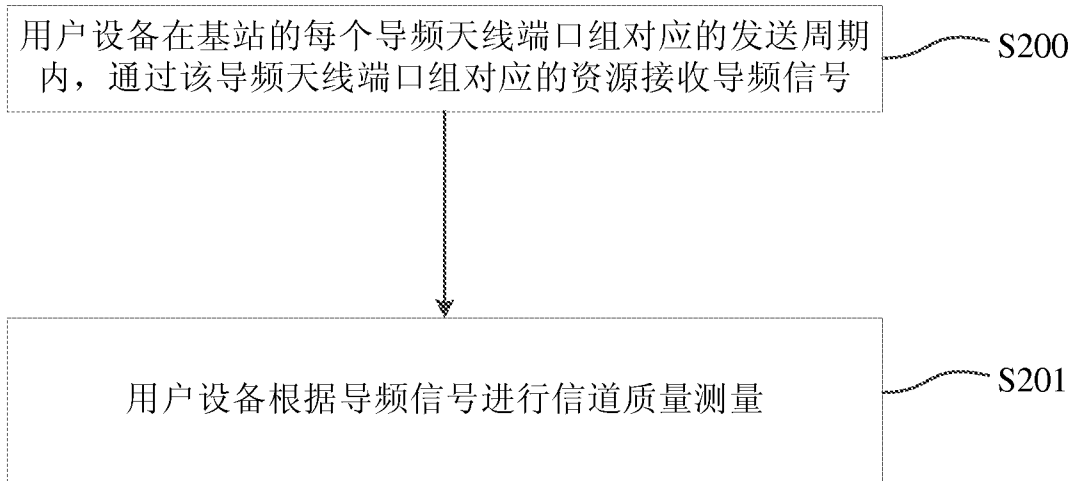 用户设备在基站的每个导频天线端口组对应的发送周期
内，通过该导频天线端口组对应的资源接收导频信号
S200
用户设备根据导频信号进行信道质量测量
S201